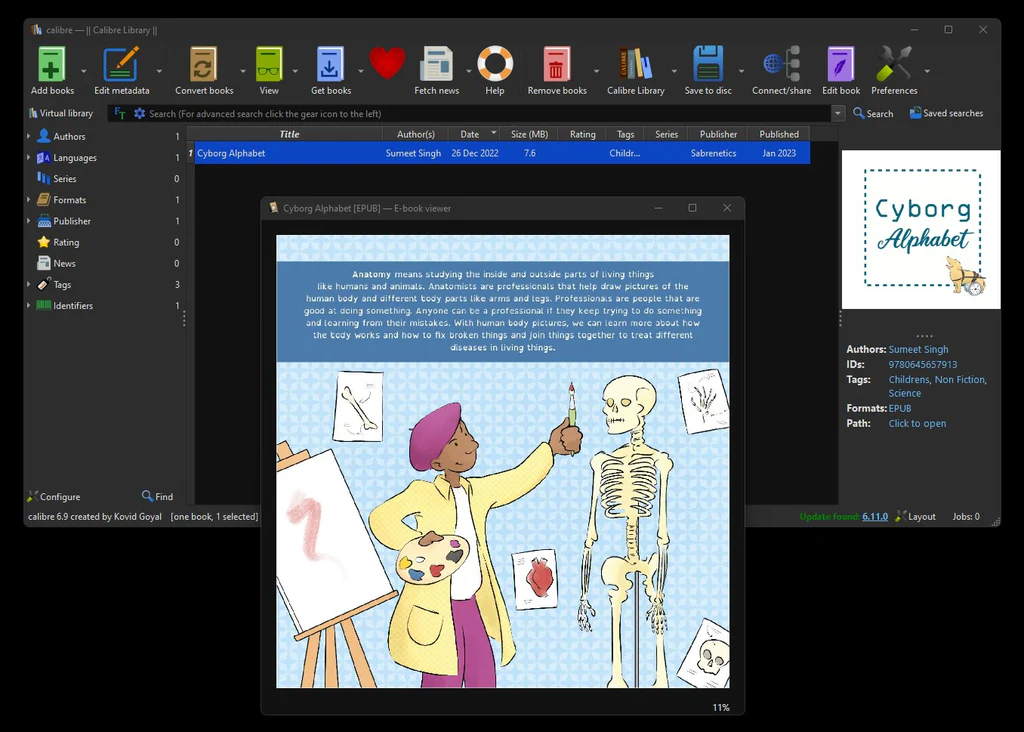 calibre — || Calibre Library ||
Add books
Edit metadata
Convert books
View
Get books
Fetch news
Help
Remove books
Calibre Library
Save to disc
Connect/share
Edit book
Preferences
Virtual library
FT
Search (For advanced search click the gear icon to the left)
Search
Saved searches
Authors 1
Languages 1
Series 0
Formats 1
Publisher 1
Rating 0
News 0
Tags 3
Identifiers 1
Title Author(s) Date Size (MB) Rating Tags Series Publisher Published
1 Cyborg Alphabet Sumeet Singh 26 Dec 2022 7.6 Childr... Sabrenetics Jan 2023
Cyborg
Alphabet
Authors: Sumeet Singh
IDs: 9780645657913
Tags: Childrens, Non Fiction,
Science
Formats: EPUB
Path: Click to open
Cyborg Alphabet [EPUB] — E-book viewer
Anatomy means studying the inside and outside parts of living things
like humans and animals. Anatomists are professionals that help draw pictures of the
human body and different body parts like arms and legs. Professionals are people that are
good at doing something. Anyone can be a professional if they keep trying to do something
and learning from their mistakes. With human body pictures, we can learn more about how
the body works and how to fix broken things and join things together to treat different
diseases in living things.
11%
Configure
Find
calibre 6.9 created by Kovid Goyal [one book, 1 selected]
Update found: 6.11.0
Layout
Jobs: 0